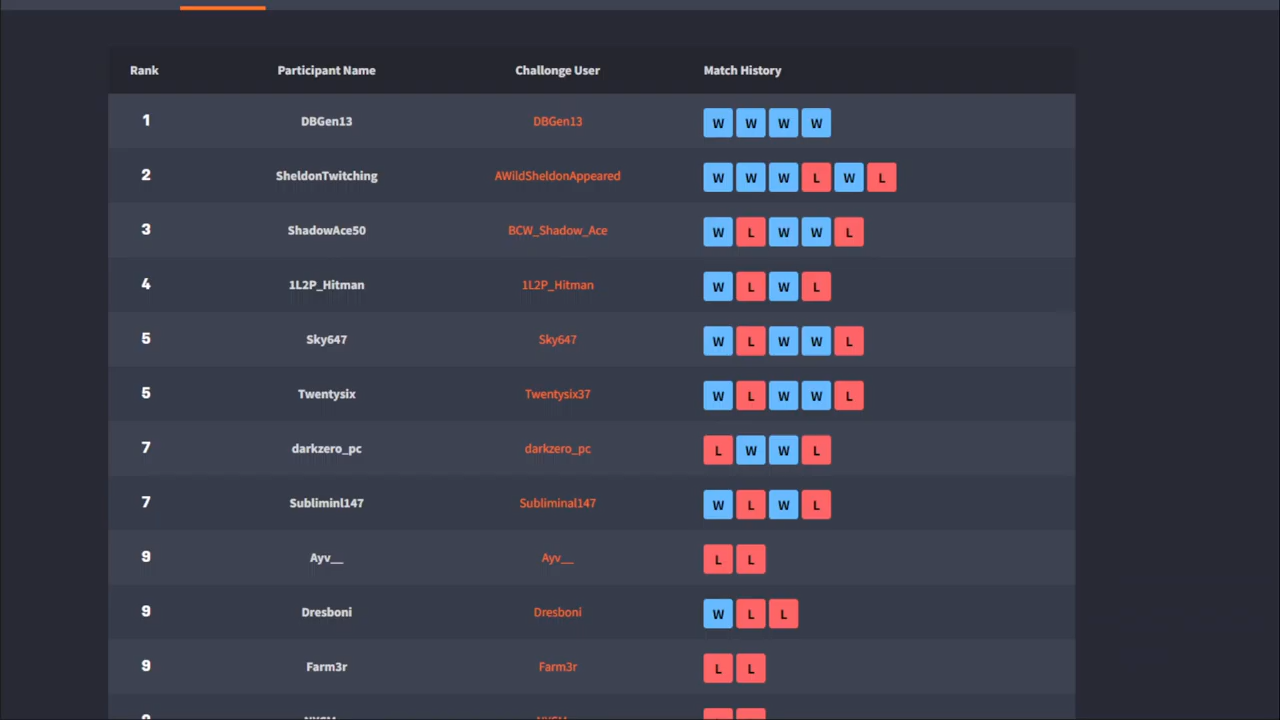 Rank Participant Name Challonge User Match History
1 DBGen13 DBGen13 W W W W
2 SheldonTwitching AWildSheldonAppeared W W W L W L
3 ShadowAce50 BCW_Shadow_Ace W L W W L
4 1L2P_Hitman 1L2P_Hitman W L W L
5 Sky647 Sky647 W L W W L
5 Twentysix Twentysix37 W L W W L
7 darkzero_pc darkzero_pc L W W L
7 Subliminl147 Subliminal147 W L W L
9 Ayv__ Ayv__ L L
9 Dresboni Dresboni W L L
9 Farm3r Farm3r L L